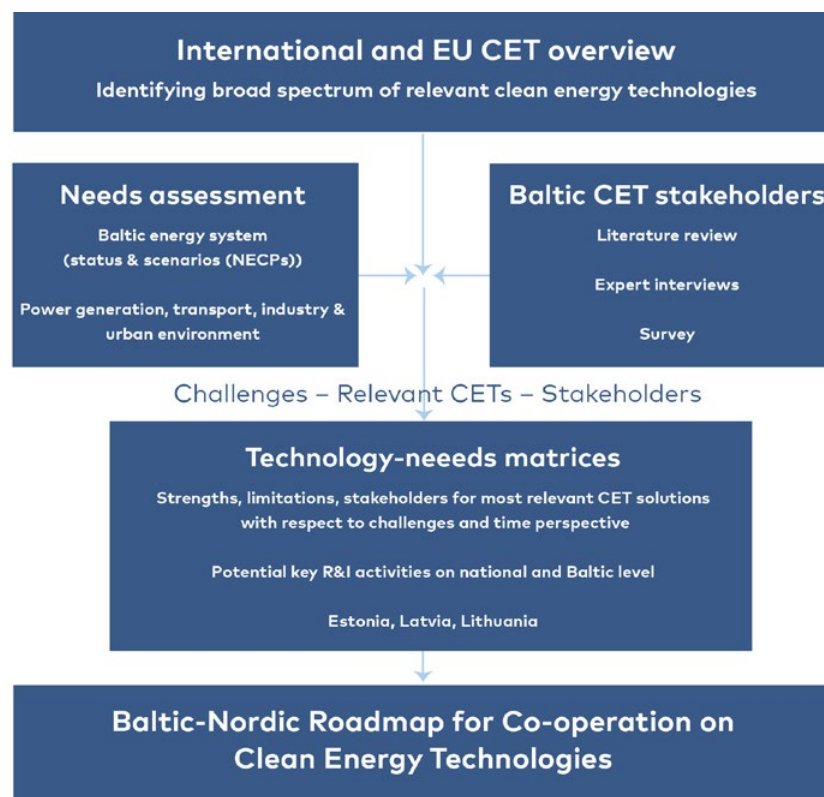 International and EU CET overview
Identifying broad spectrum of relevant clean energy technologies
Needs assessment
Baltic energy system
(status & scenarios (NECPs))
Power generation, transport, industry &
urban environment
Baltic CET stakeholders
Literature review
Expert interviews
Survey
Challenges – Relevant CETs – Stakeholders
Technology-neeeds matrices
Strengths, limitations, stakeholders for most relevant CET solutions
with respect to challenges and time perspective
Potential key R&I activities on national and Baltic level
Estonia, Latvia, Lithuania
Baltic-Nordic Roadmap for Co-operation on
Clean Energy Technologies